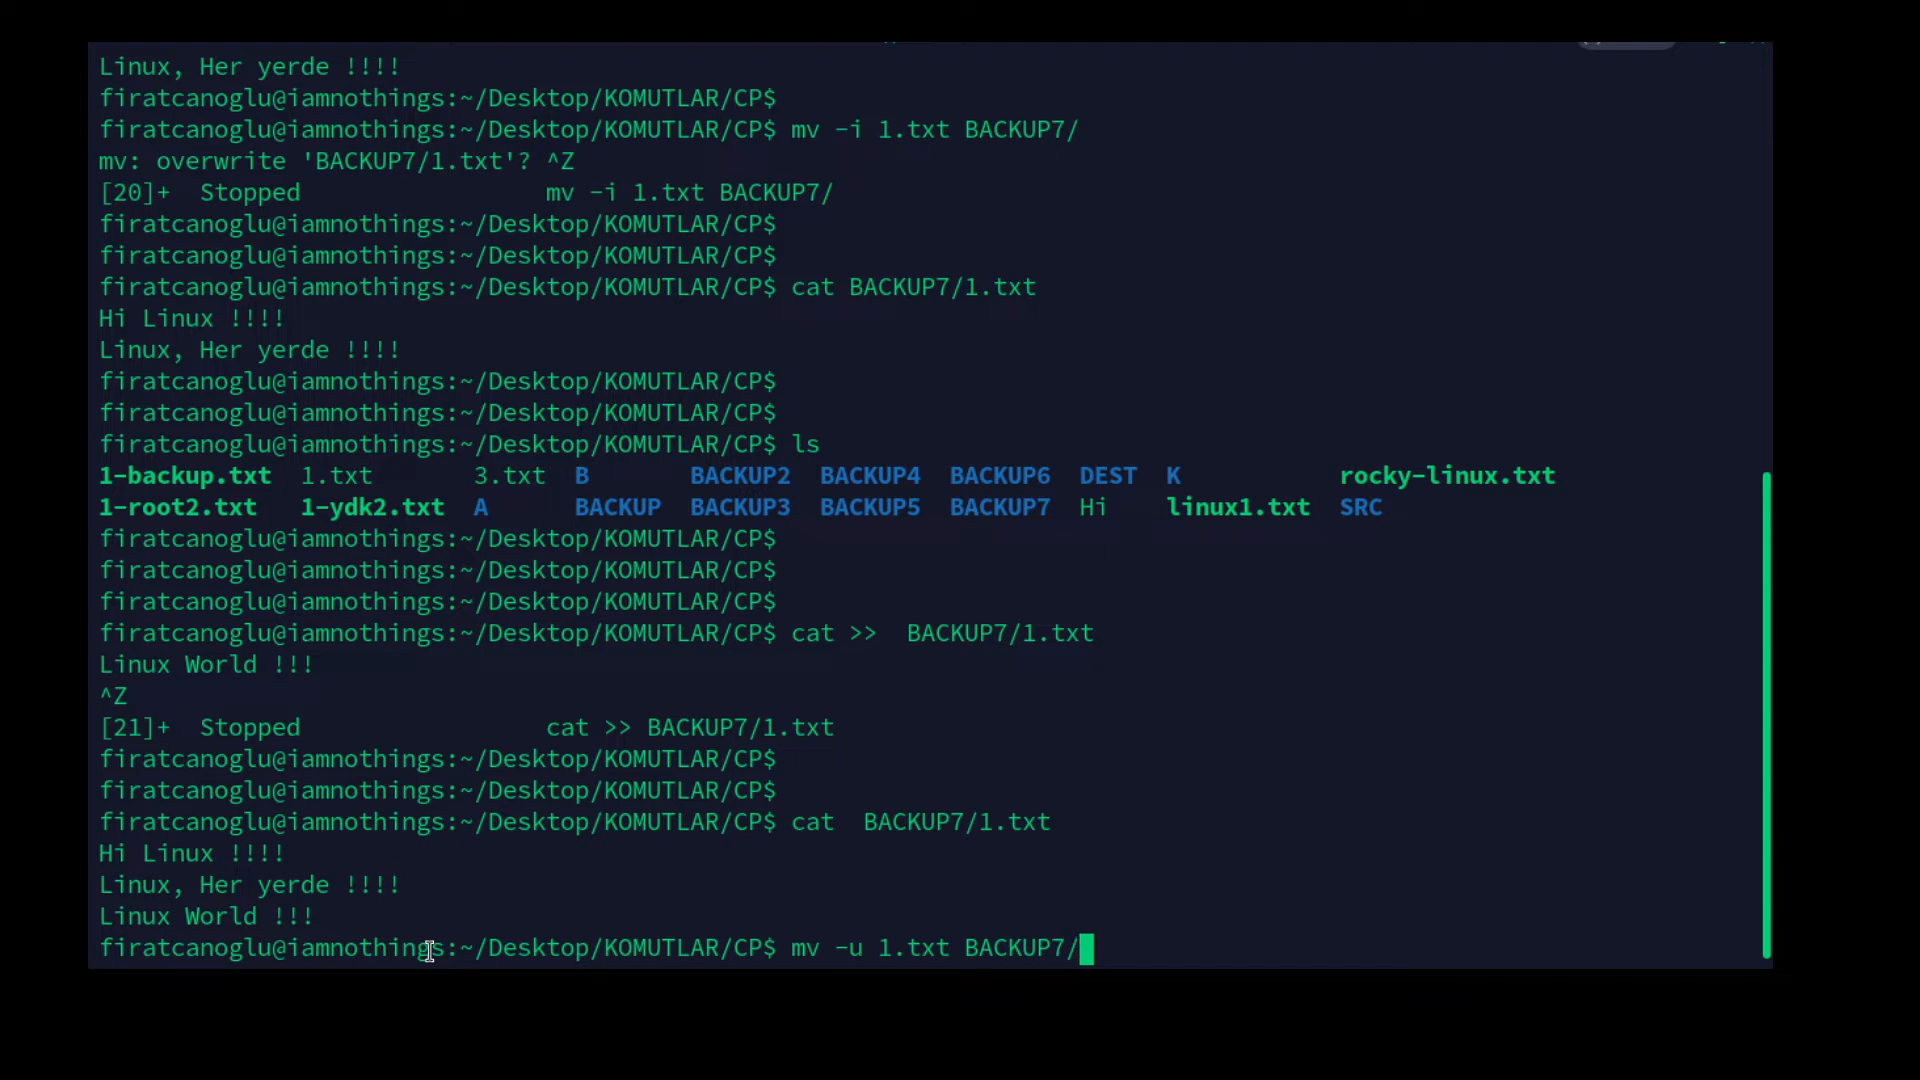 Linux, Her yerde !!!!
firatcanoglu@iamnothings:~/Desktop/KOMUTLAR/CP$
firatcanoglu@iamnothings:~/Desktop/KOMUTLAR/CP$ mv -i 1.txt BACKUP7/
mv: overwrite 'BACKUP7/1.txt'? ^Z
[20]+  Stopped                 mv -i 1.txt BACKUP7/
firatcanoglu@iamnothings:~/Desktop/KOMUTLAR/CP$
firatcanoglu@iamnothings:~/Desktop/KOMUTLAR/CP$
firatcanoglu@iamnothings:~/Desktop/KOMUTLAR/CP$ cat BACKUP7/1.txt
Hi Linux !!!!
Linux, Her yerde !!!!
firatcanoglu@iamnothings:~/Desktop/KOMUTLAR/CP$
firatcanoglu@iamnothings:~/Desktop/KOMUTLAR/CP$
firatcanoglu@iamnothings:~/Desktop/KOMUTLAR/CP$ ls
1-backup.txt  1.txt       3.txt  B       BACKUP2  BACKUP4  BACKUP6  DEST  K           rocky-linux.txt
1-root2.txt   1-ydk2.txt  A      BACKUP  BACKUP3  BACKUP5  BACKUP7  Hi    linux1.txt  SRC
firatcanoglu@iamnothings:~/Desktop/KOMUTLAR/CP$
firatcanoglu@iamnothings:~/Desktop/KOMUTLAR/CP$
firatcanoglu@iamnothings:~/Desktop/KOMUTLAR/CP$
firatcanoglu@iamnothings:~/Desktop/KOMUTLAR/CP$ cat >>  BACKUP7/1.txt
Linux World !!!
^Z
[21]+  Stopped                 cat >> BACKUP7/1.txt
firatcanoglu@iamnothings:~/Desktop/KOMUTLAR/CP$
firatcanoglu@iamnothings:~/Desktop/KOMUTLAR/CP$
firatcanoglu@iamnothings:~/Desktop/KOMUTLAR/CP$ cat  BACKUP7/1.txt
Hi Linux !!!!
Linux, Her yerde !!!!
Linux World !!!
firatcanoglu@iamnothings:~/Desktop/KOMUTLAR/CP$ mv -u 1.txt BACKUP7/